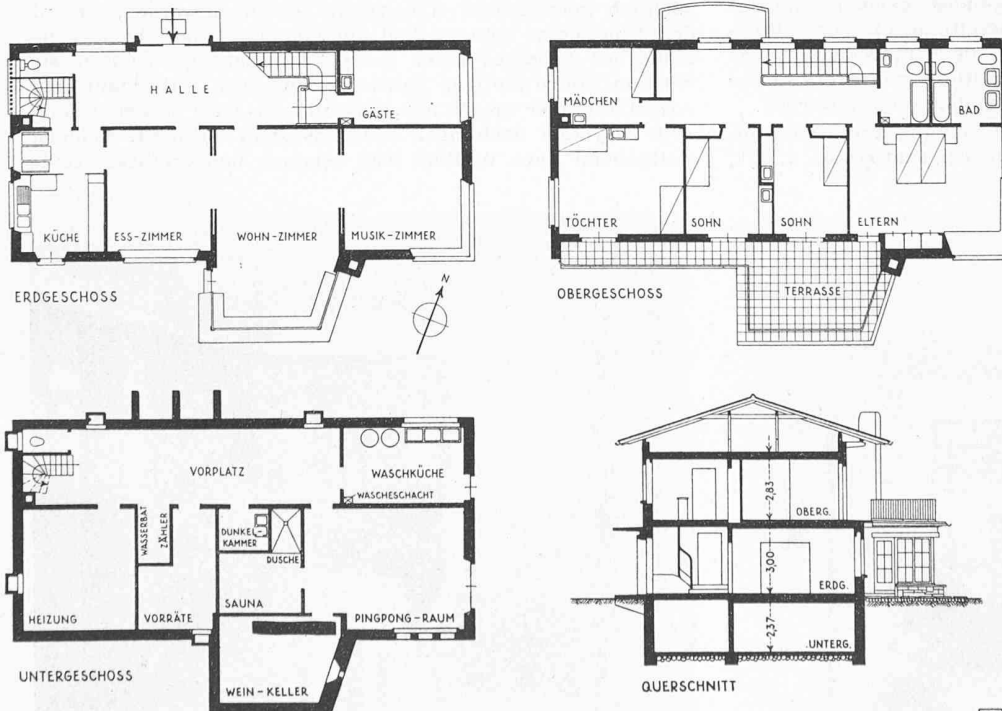 HALLE
GÄSTE
KÜCHE
ESS-ZIMMER
WOHN-ZIMMER
MUSIK-ZIMMER
ERDGESCHOSS
N
MÄDCHEN
BAD
TÖCHTER
SOHN
SOHN
ELTERN
OBERGESCHOSS
TERRASSE
VORPLATZ
WASCHKÜCHE
WÄSCHESCHACHT
WASSERBAT
ZÄHLER
DUNKEL
KAMMER
DUSCHE
HEIZUNG
VORRÄTE
SAUNA
PINGPONG-RAUM
WEIN-KELLER
UNTERGESCHOSS
2,83
OBERG.
3,00
ERDG.
2,37
UNTERG.
QUERSCHNITT